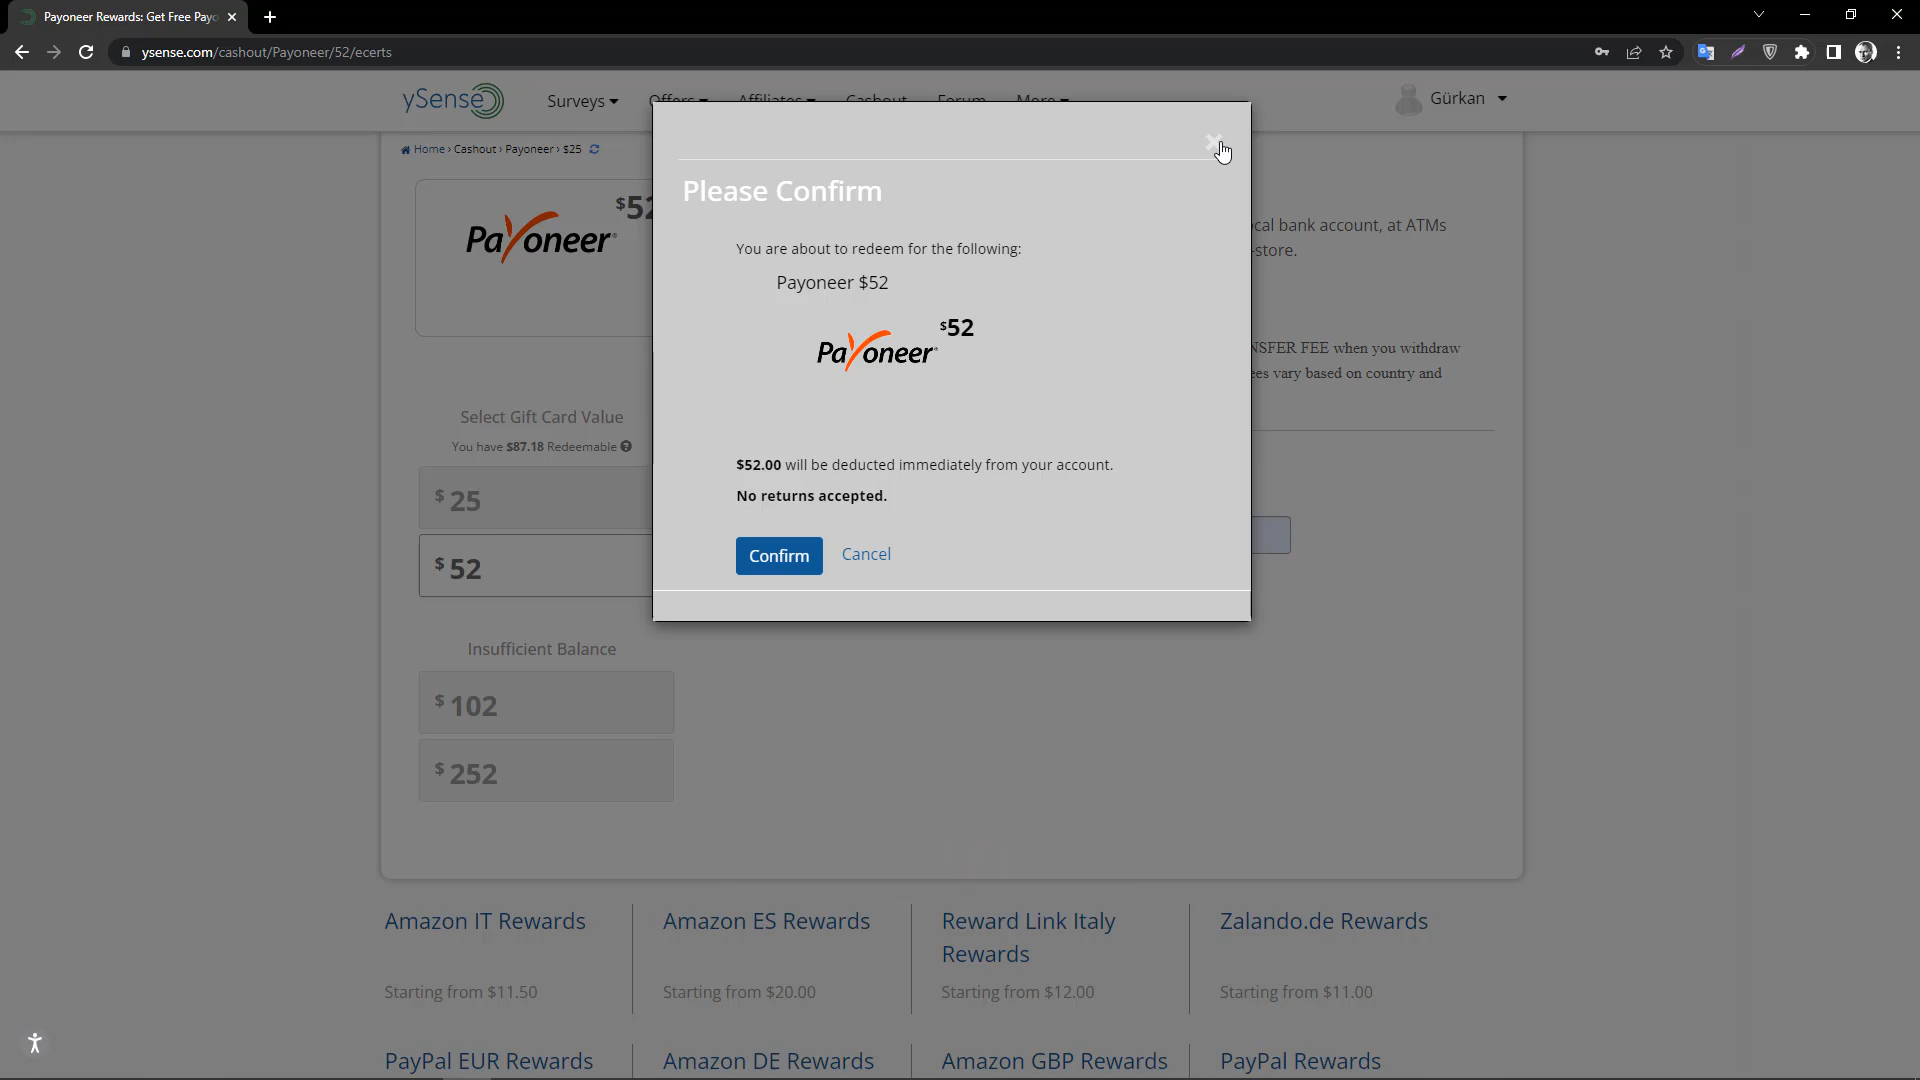 Payoneer Rewards: Get Free Payo
ysense.com/cashout/Payoneer/52/ecerts
ySense
Surveys
Offers
Affiliates
Cashout
Forum
More
Gürkan
Home › Cashout › Payoneer › $25
Payoneer
$52
cal bank account, at ATMs
-store.
NSFER FEE when you withdraw
ees vary based on country and
Select Gift Card Value
You have $87.18 Redeemable
$ 25
$ 52
Insufficient Balance
$ 102
$ 252
Please Confirm
You are about to redeem for the following:
Payoneer $52
$52
Payoneer
$52.00 will be deducted immediately from your account.
No returns accepted.
Confirm
Cancel
Amazon IT Rewards
Starting from $11.50
Amazon ES Rewards
Starting from $20.00
Reward Link Italy
Rewards
Starting from $12.00
Zalando.de Rewards
Starting from $11.00
PayPal EUR Rewards
Amazon DE Rewards
Amazon GBP Rewards
PayPal Rewards